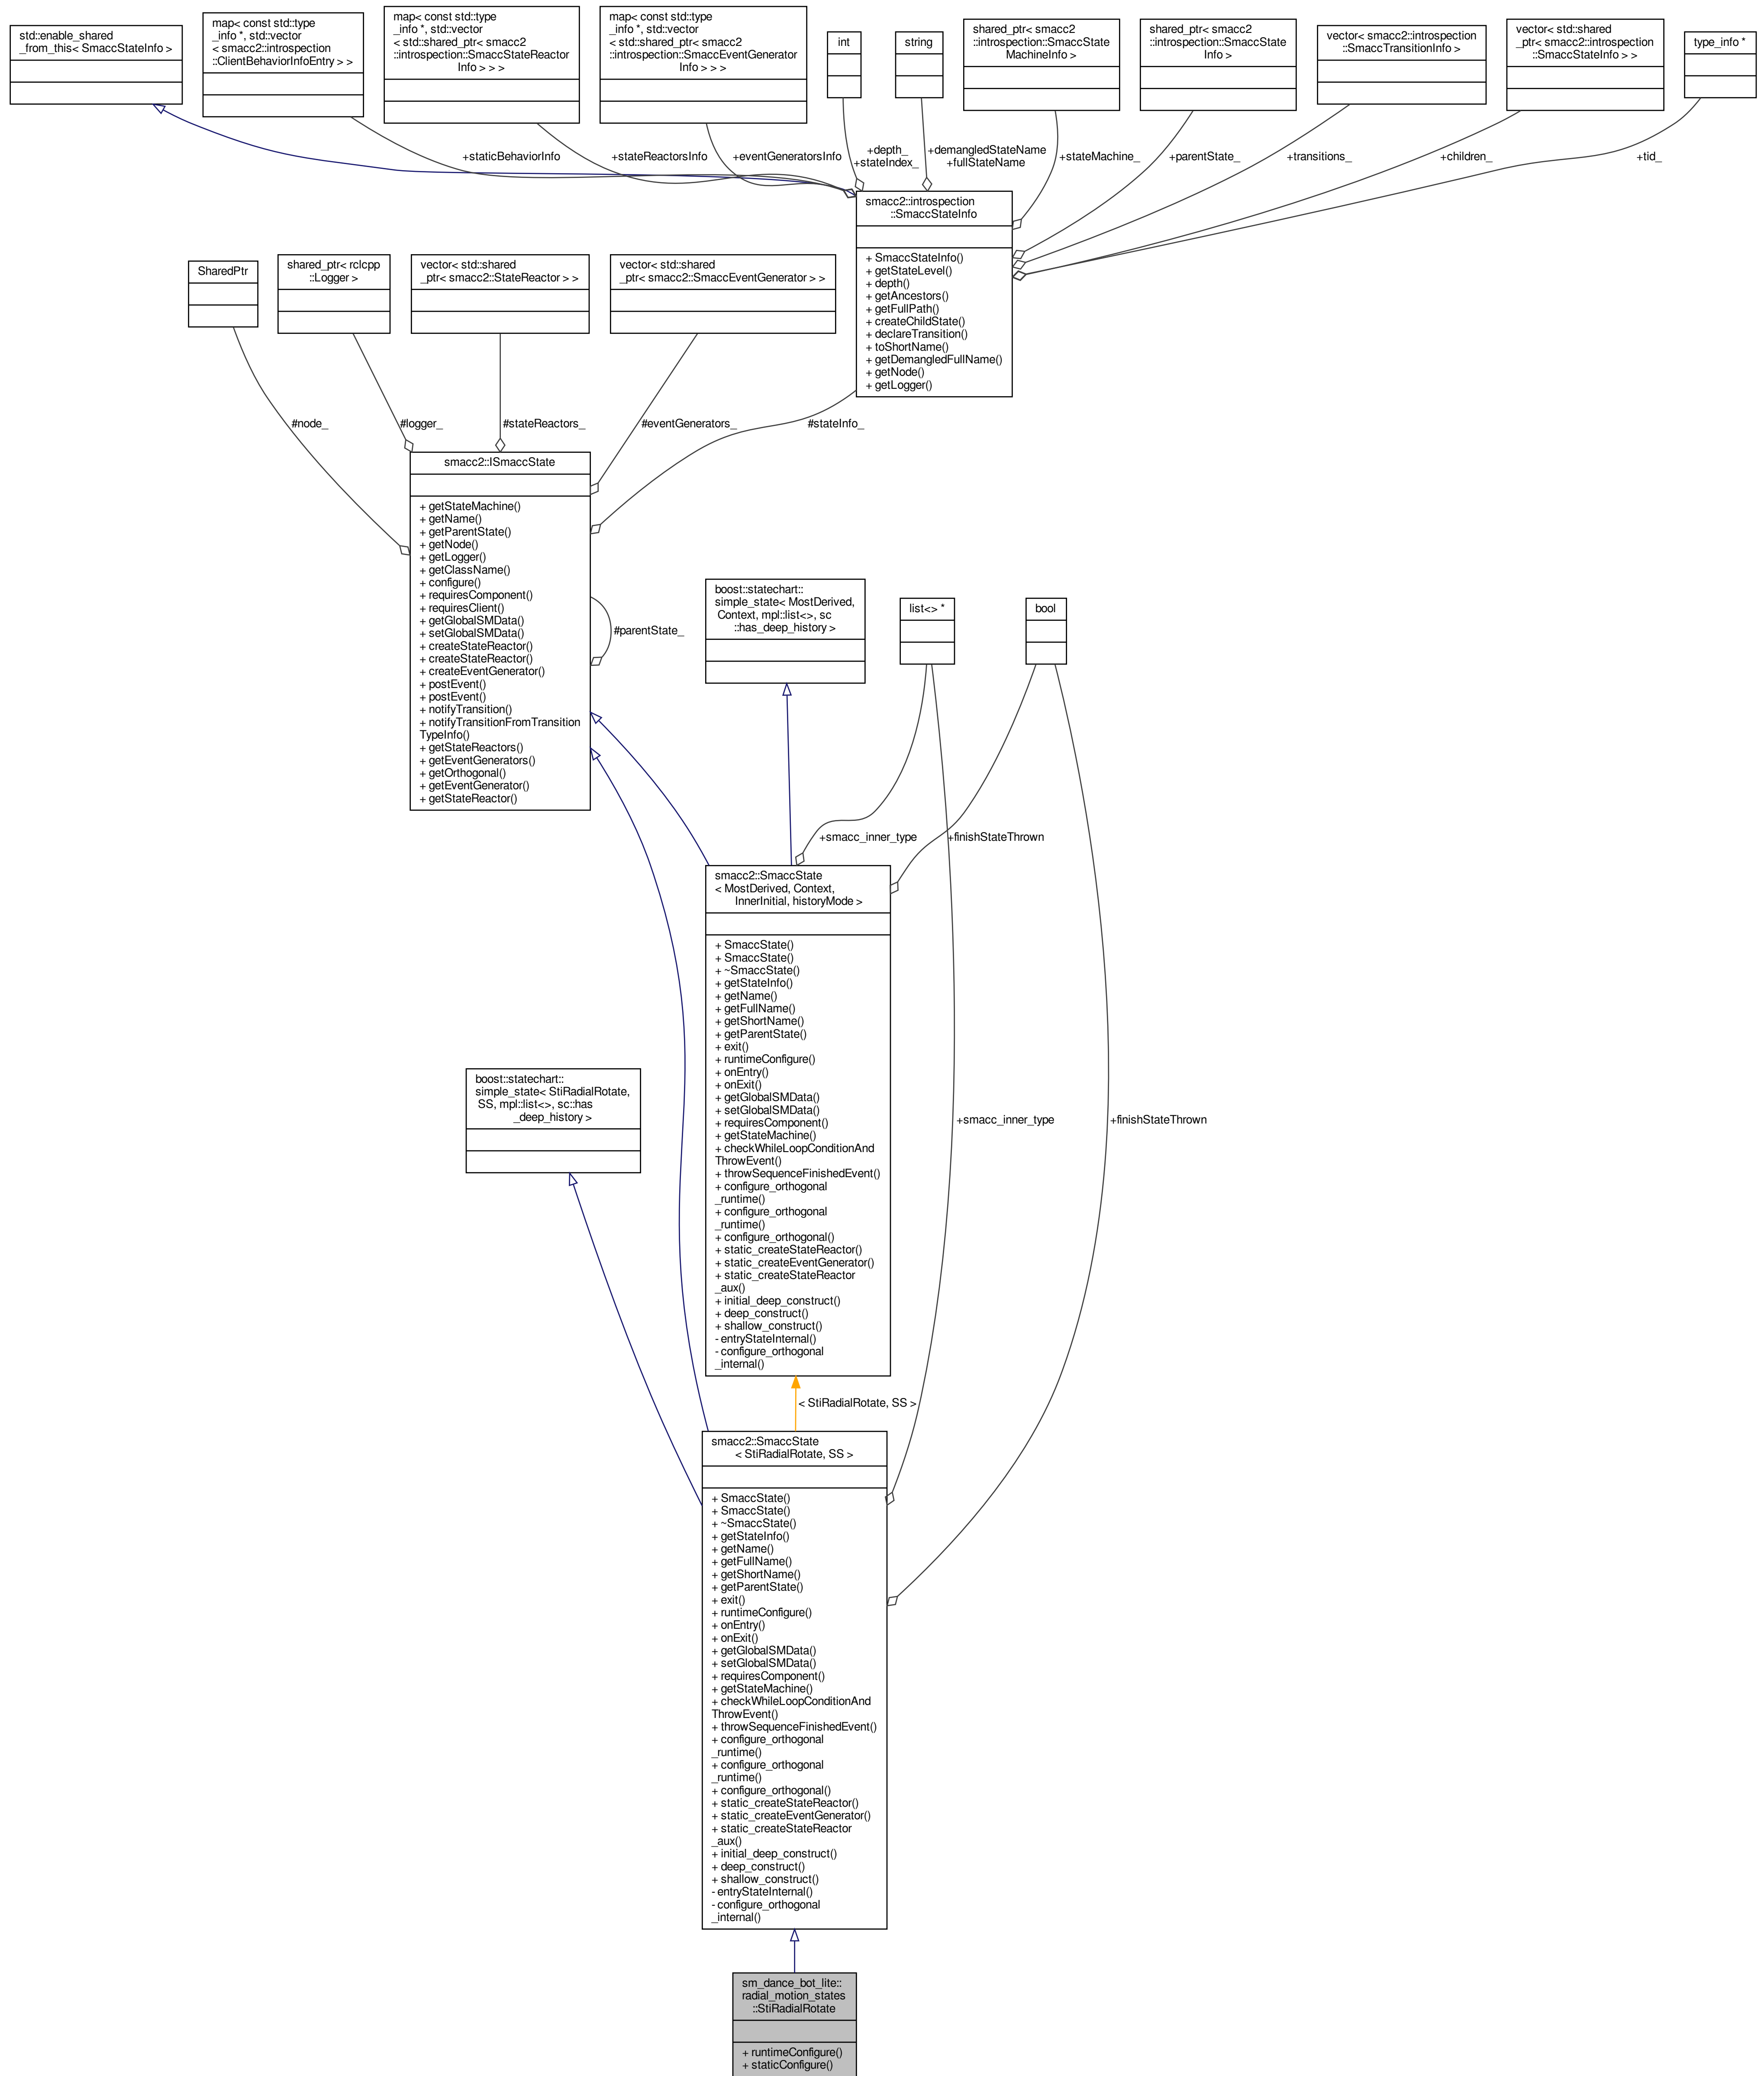 std::enable_shared
_from_this< SmaccStateInfo >
map< const std::type
_info *, std::vector
< smacc2::introspection
::ClientBehaviorInfoEntry > >
map< const std::type
_info *, std::vector
< std::shared_ptr< smacc2
::introspection::SmaccStateReactor
Info > > >
map< const std::type
_info *, std::vector
< std::shared_ptr< smacc2
::introspection::SmaccEventGenerator
Info > > >
int
string
shared_ptr< smacc2
::introspection::SmaccState
MachineInfo >
shared_ptr< smacc2
::introspection::SmaccState
Info >
vector< smacc2::introspection
::SmaccTransitionInfo >
vector< std::shared
_ptr< smacc2::introspection
::SmaccStateInfo > >
type_info *
+staticBehaviorInfo
+stateReactorsInfo
+eventGeneratorsInfo
+depth_
+stateIndex_
+demangledStateName
+fullStateName
+stateMachine_
+parentState_
+transitions_
+children_
+tid_
smacc2::introspection
::SmaccStateInfo
+ SmaccStateInfo()
+ getStateLevel()
+ depth()
+ getAncestors()
+ getFullPath()
+ createChildState()
+ declareTransition()
+ toShortName()
+ getDemangledFullName()
+ getNode()
+ getLogger()
SharedPtr
shared_ptr< rclcpp
::Logger >
vector< std::shared
_ptr< smacc2::StateReactor > >
vector< std::shared
_ptr< smacc2::SmaccEventGenerator > >
#node_
#logger_
#stateReactors_
#eventGenerators_
#stateInfo_
smacc2::ISmaccState
+ getStateMachine()
+ getName()
+ getParentState()
+ getNode()
+ getLogger()
+ getClassName()
+ configure()
+ requiresComponent()
+ requiresClient()
+ getGlobalSMData()
+ setGlobalSMData()
+ createStateReactor()
+ createStateReactor()
+ createEventGenerator()
+ postEvent()
+ postEvent()
+ notifyTransition()
+ notifyTransitionFromTransition
TypeInfo()
+ getStateReactors()
+ getEventGenerators()
+ getOrthogonal()
+ getEventGenerator()
+ getStateReactor()
#parentState_
boost::statechart::
simple_state< MostDerived,
Context, mpl::list<>, sc
::has_deep_history >
list<> *
bool
+smacc_inner_type
+finishStateThrown
smacc2::SmaccState
< MostDerived, Context,
InnerInitial, historyMode >
+ SmaccState()
+ SmaccState()
+ ~SmaccState()
+ getStateInfo()
+ getName()
+ getFullName()
+ getShortName()
+ getParentState()
+ exit()
+ runtimeConfigure()
+ onEntry()
+ onExit()
+ getGlobalSMData()
+ setGlobalSMData()
+ requiresComponent()
+ getStateMachine()
+ checkWhileLoopConditionAnd
ThrowEvent()
+ throwSequenceFinishedEvent()
+ configure_orthogonal
_runtime()
+ configure_orthogonal
_runtime()
+ configure_orthogonal()
+ static_createStateReactor()
+ static_createEventGenerator()
+ static_createStateReactor
_aux()
+ initial_deep_construct()
+ deep_construct()
+ shallow_construct()
- entryStateInternal()
- configure_orthogonal
_internal()
boost::statechart::
simple_state< StiRadialRotate,
SS, mpl::list<>, sc::has
_deep_history >
+smacc_inner_type
+finishStateThrown
< StiRadialRotate, SS >
smacc2::SmaccState
< StiRadialRotate, SS >
+ SmaccState()
+ SmaccState()
+ ~SmaccState()
+ getStateInfo()
+ getName()
+ getFullName()
+ getShortName()
+ getParentState()
+ exit()
+ runtimeConfigure()
+ onEntry()
+ onExit()
+ getGlobalSMData()
+ setGlobalSMData()
+ requiresComponent()
+ getStateMachine()
+ checkWhileLoopConditionAnd
ThrowEvent()
+ throwSequenceFinishedEvent()
+ configure_orthogonal
_runtime()
+ configure_orthogonal
_runtime()
+ configure_orthogonal()
+ static_createStateReactor()
+ static_createEventGenerator()
+ static_createStateReactor
_aux()
+ initial_deep_construct()
+ deep_construct()
+ shallow_construct()
- entryStateInternal()
- configure_orthogonal
_internal()
sm_dance_bot_lite::
radial_motion_states
::StiRadialRotate
+ runtimeConfigure()
+ staticConfigure()